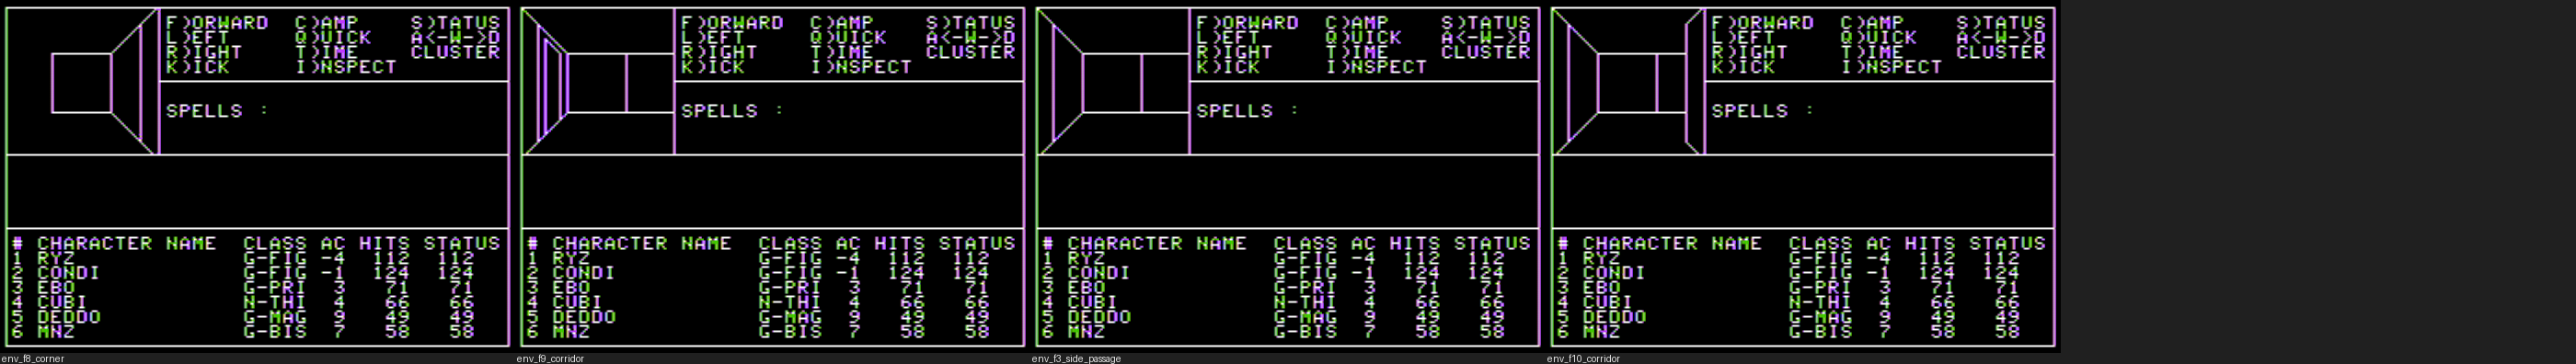 F)ORWARD C)AMP S)TATUS
L)EFT Q)UICK A<-W->D
R)IGHT T)IME CLUSTER
K)ICK I)NSPECT
SPELLS :
# CHARACTER NAME CLASS AC HITS STATUS
1 RYZ G-FIG -4 112 112
2 CONDI G-FIG -1 124 124
3 EBO G-PRI 3 71 71
4 CUBI N-THI 4 66 66
5 DEDDO G-MAG 9 49 49
6 MNZ G-BIS 7 58 58
env_f8_corner
F)ORWARD C)AMP S)TATUS
L)EFT Q)UICK A<-W->D
R)IGHT T)IME CLUSTER
K)ICK I)NSPECT
SPELLS :
# CHARACTER NAME CLASS AC HITS STATUS
1 RYZ G-FIG -4 112 112
2 CONDI G-FIG -1 124 124
3 EBO G-PRI 3 71 71
4 CUBI N-THI 4 66 66
5 DEDDO G-MAG 9 49 49
6 MNZ G-BIS 7 58 58
env_f9_corridor
F)ORWARD C)AMP S)TATUS
L)EFT Q)UICK A<-W->D
R)IGHT T)IME CLUSTER
K)ICK I)NSPECT
SPELLS :
# CHARACTER NAME CLASS AC HITS STATUS
1 RYZ G-FIG -4 112 112
2 CONDI G-FIG -1 124 124
3 EBO G-PRI 3 71 71
4 CUBI N-THI 4 66 66
5 DEDDO G-MAG 9 49 49
6 MNZ G-BIS 7 58 58
env_f3_side_passage
F)ORWARD C)AMP S)TATUS
L)EFT Q)UICK A<-W->D
R)IGHT T)IME CLUSTER
K)ICK I)NSPECT
SPELLS :
# CHARACTER NAME CLASS AC HITS STATUS
1 RYZ G-FIG -4 112 112
2 CONDI G-FIG -1 124 124
3 EBO G-PRI 3 71 71
4 CUBI N-THI 4 66 66
5 DEDDO G-MAG 9 49 49
6 MNZ G-BIS 7 58 58
env_f10_corridor